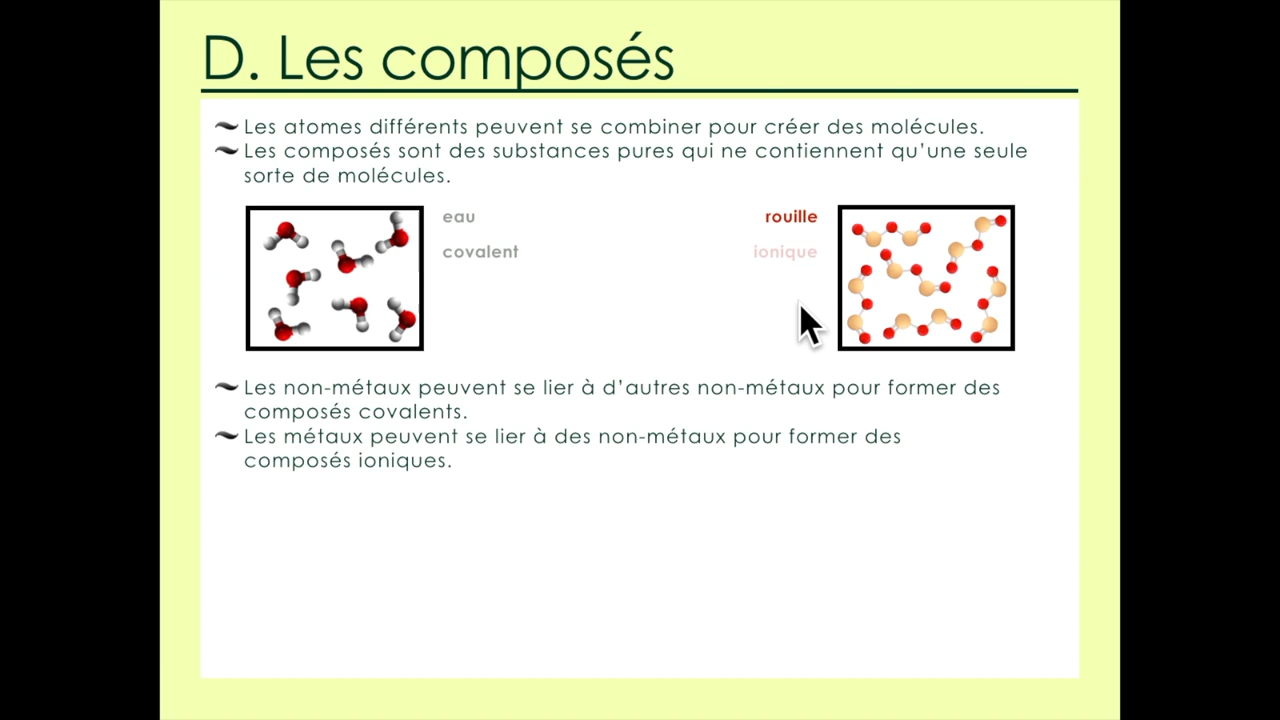 D. Les composés
Les atomes différents peuvent se combiner pour créer des molécules.
Les composés sont des substances pures qui ne contiennent qu'une seule
sorte de molécules.
eau
covalent
rouille
ionique
Les non-métaux peuvent se lier à d'autres non-métaux pour former des
composés covalents.
Les métaux peuvent se lier à des non-métaux pour former des
composés ioniques.